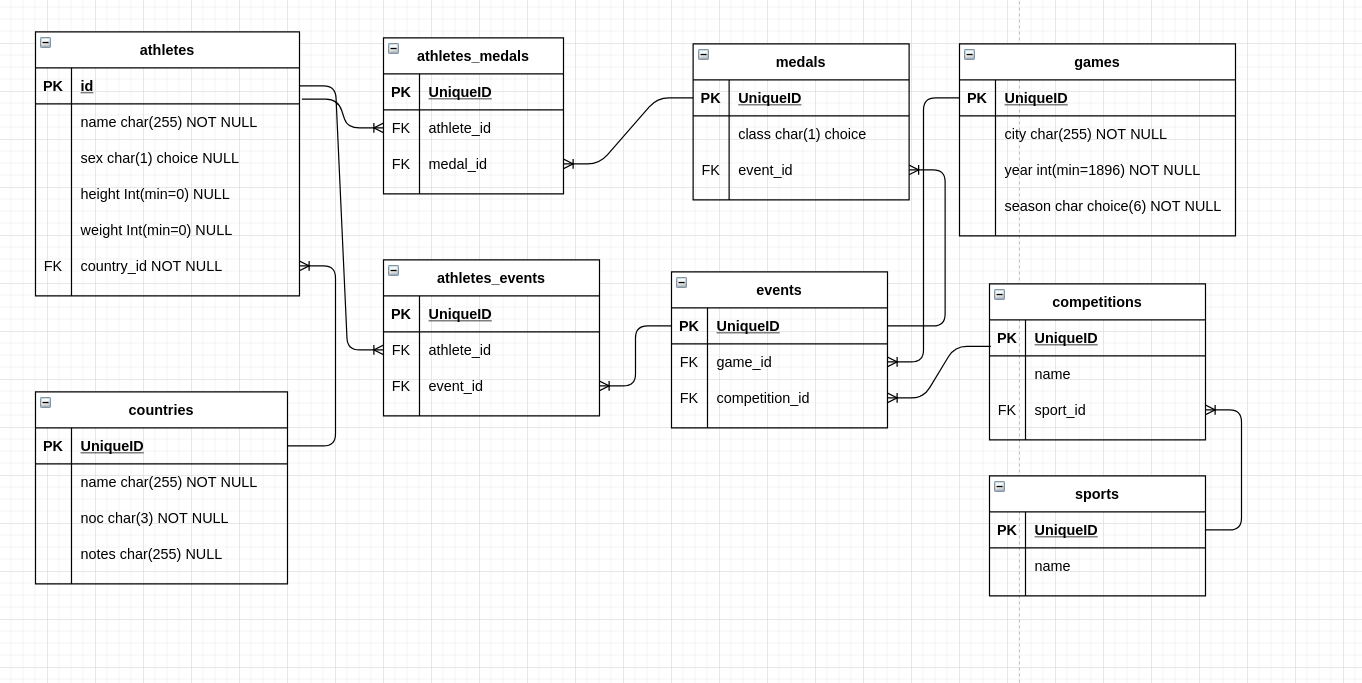 athletes
PK id
name char(255) NOT NULL
sex char(1) choice NULL
height Int(min=0) NULL
weight Int(min=0) NULL
FK country_id NOT NULL
athletes_medals
PK UniqueID
FK athlete_id
FK medal_id
medals
PK UniqueID
class char(1) choice
FK event_id
games
PK UniqueID
city char(255) NOT NULL
year int(min=1896) NOT NULL
season char choice(6) NOT NULL
athletes_events
PK UniqueID
FK athlete_id
FK event_id
events
PK UniqueID
FK game_id
FK competition_id
competitions
PK UniqueID
name
FK sport_id
countries
PK UniqueID
name char(255) NOT NULL
noc char(3) NOT NULL
notes char(255) NULL
sports
PK UniqueID
name